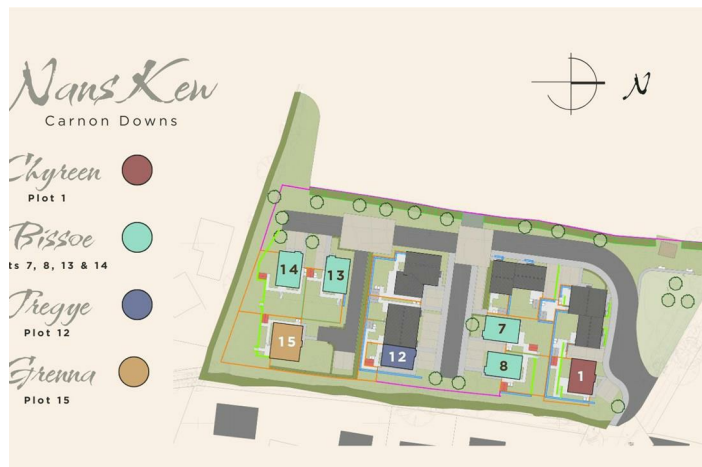 Nans Kew
Carnon Downs
N
Chyreen
Plot 1
Bissoe
ts 7, 8, 13 & 14
Tregye
Plot 12
Grenna
Plot 15
14
13
15
12
7
8
1